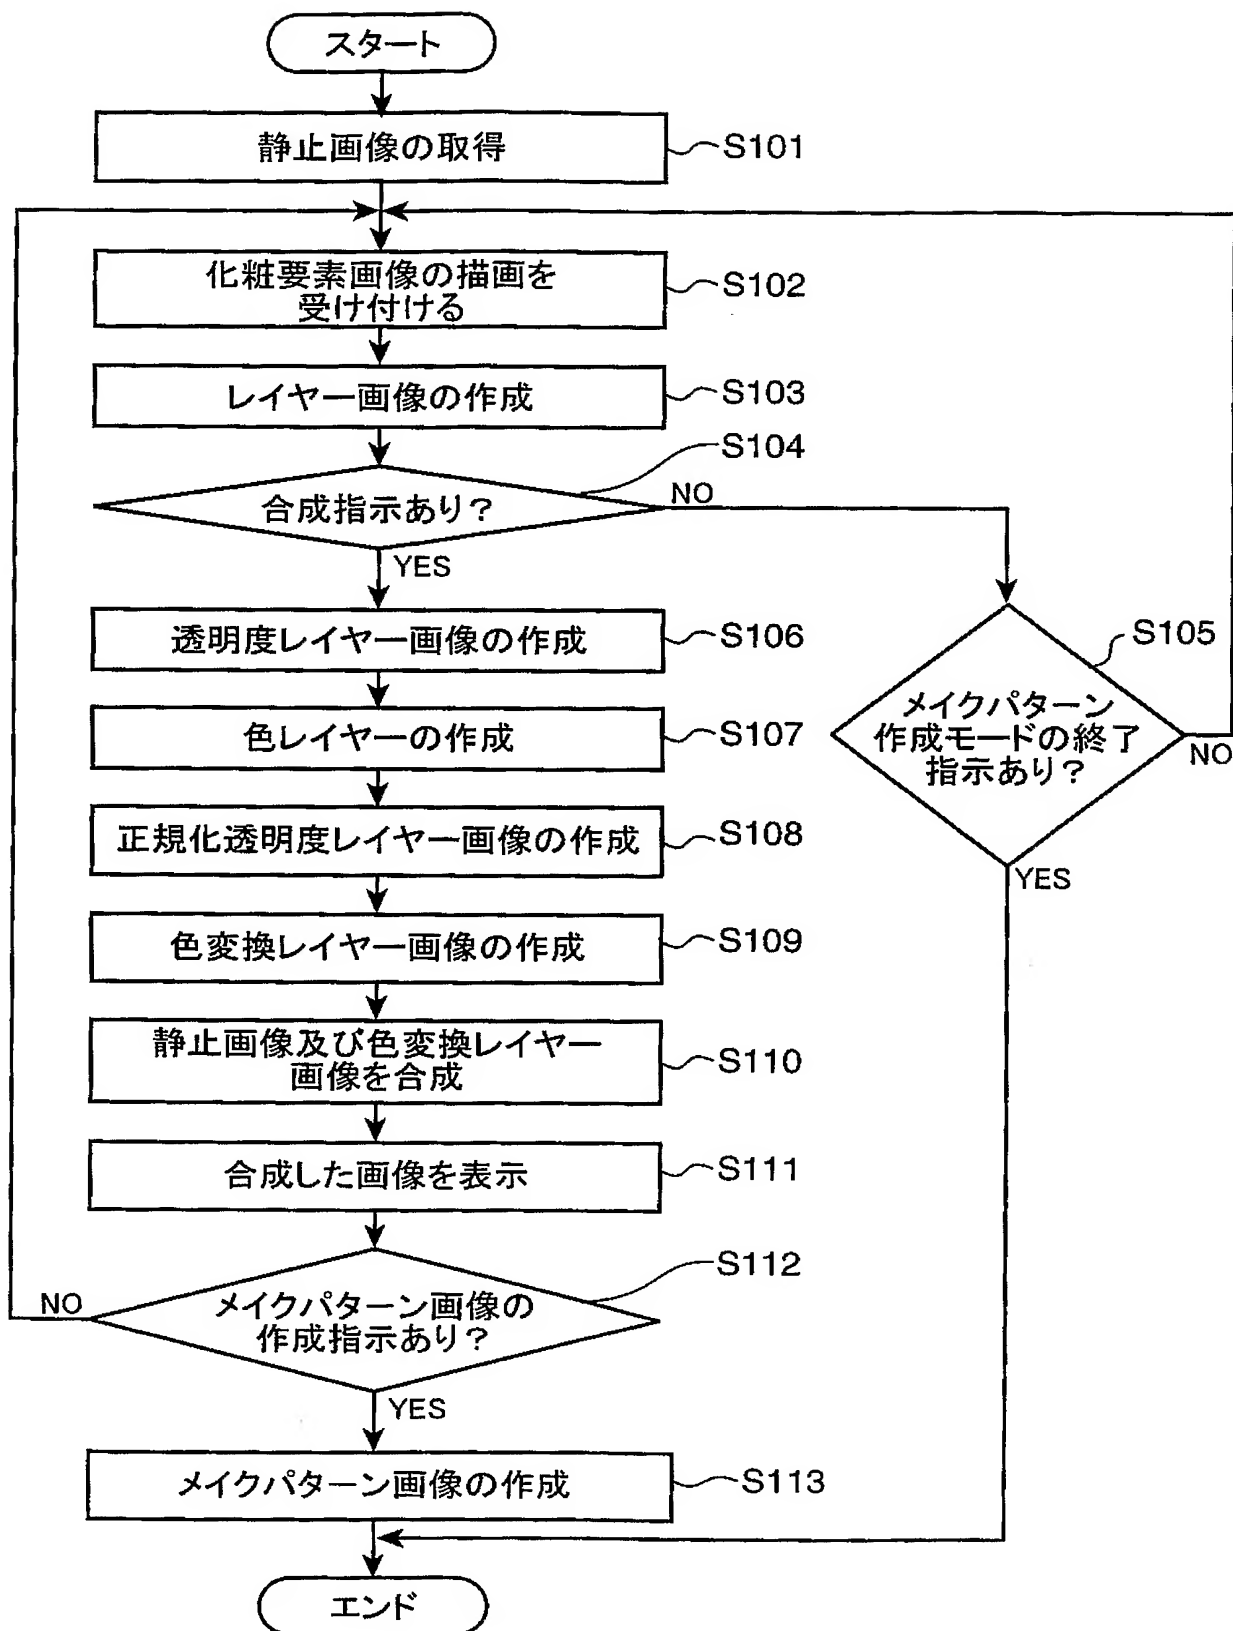 スタート
静止画像の取得
S101
化粧要素画像の描画を
受け付ける
S102
レイヤー画像の作成
S103
S104
合成指示あり？
NO
YES
S105
メイクパターン
作成モードの終了
指示あり？
NO
YES
透明度レイヤー画像の作成
S106
色レイヤーの作成
S107
正規化透明度レイヤー画像の作成
S108
色変換レイヤー画像の作成
S109
静止画像及び色変換レイヤー
画像を合成
S110
合成した画像を表示
S111
S112
メイクパターン画像の
作成指示あり？
NO
YES
メイクパターン画像の作成
S113
エンド